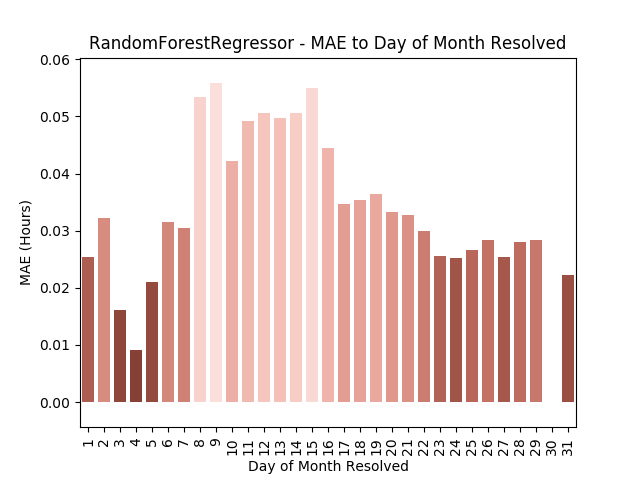 RandomForestRegressor - MAE to Day of Month Resolved
0.06
0.05
0.04
0.03
0.02
0.01
0.00
MAE (Hours)
1 2 3 4 5 6 7 8 9 10 11 12 13 14 15 16 17 18 19 20 21 22 23 24 25 26 27 28 29 30 31
Day of Month Resolved